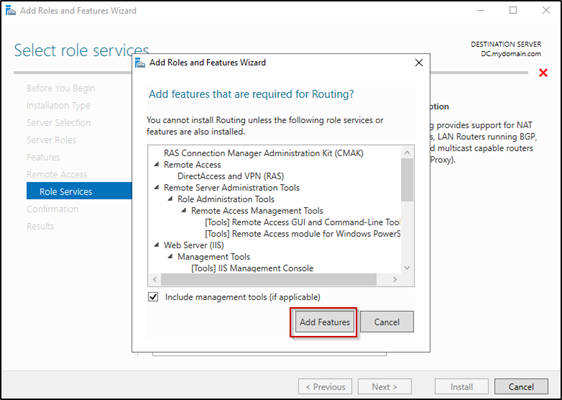 Add Roles and Features Wizard
Select role services
DESTINATION SERVER
DC.mydomain.com
Before You Begin
Installation Type
Server Selection
Server Roles
Features
Remote Access
Role Services
Confirmation
Results
Add Roles and Features Wizard
Add features that are required for Routing?
You cannot install Routing unless the following role services or
features are also installed.
RAS Connection Manager Administration Kit (CMAK)
Remote Access
DirectAccess and VPN (RAS)
Remote Server Administration Tools
Role Administration Tools
Remote Access Management Tools
[Tools] Remote Access GUI and Command-Line Tool
[Tools] Remote Access module for Windows PowerS
Web Server (IIS)
Management Tools
[Tools] IIS Management Console
Include management tools (if applicable)
Add Features
Cancel
ption
g provides support for NAT
s, LAN Routers running BGP,
d multicast capable routers
Proxy).
< Previous
Next >
Install
Cancel